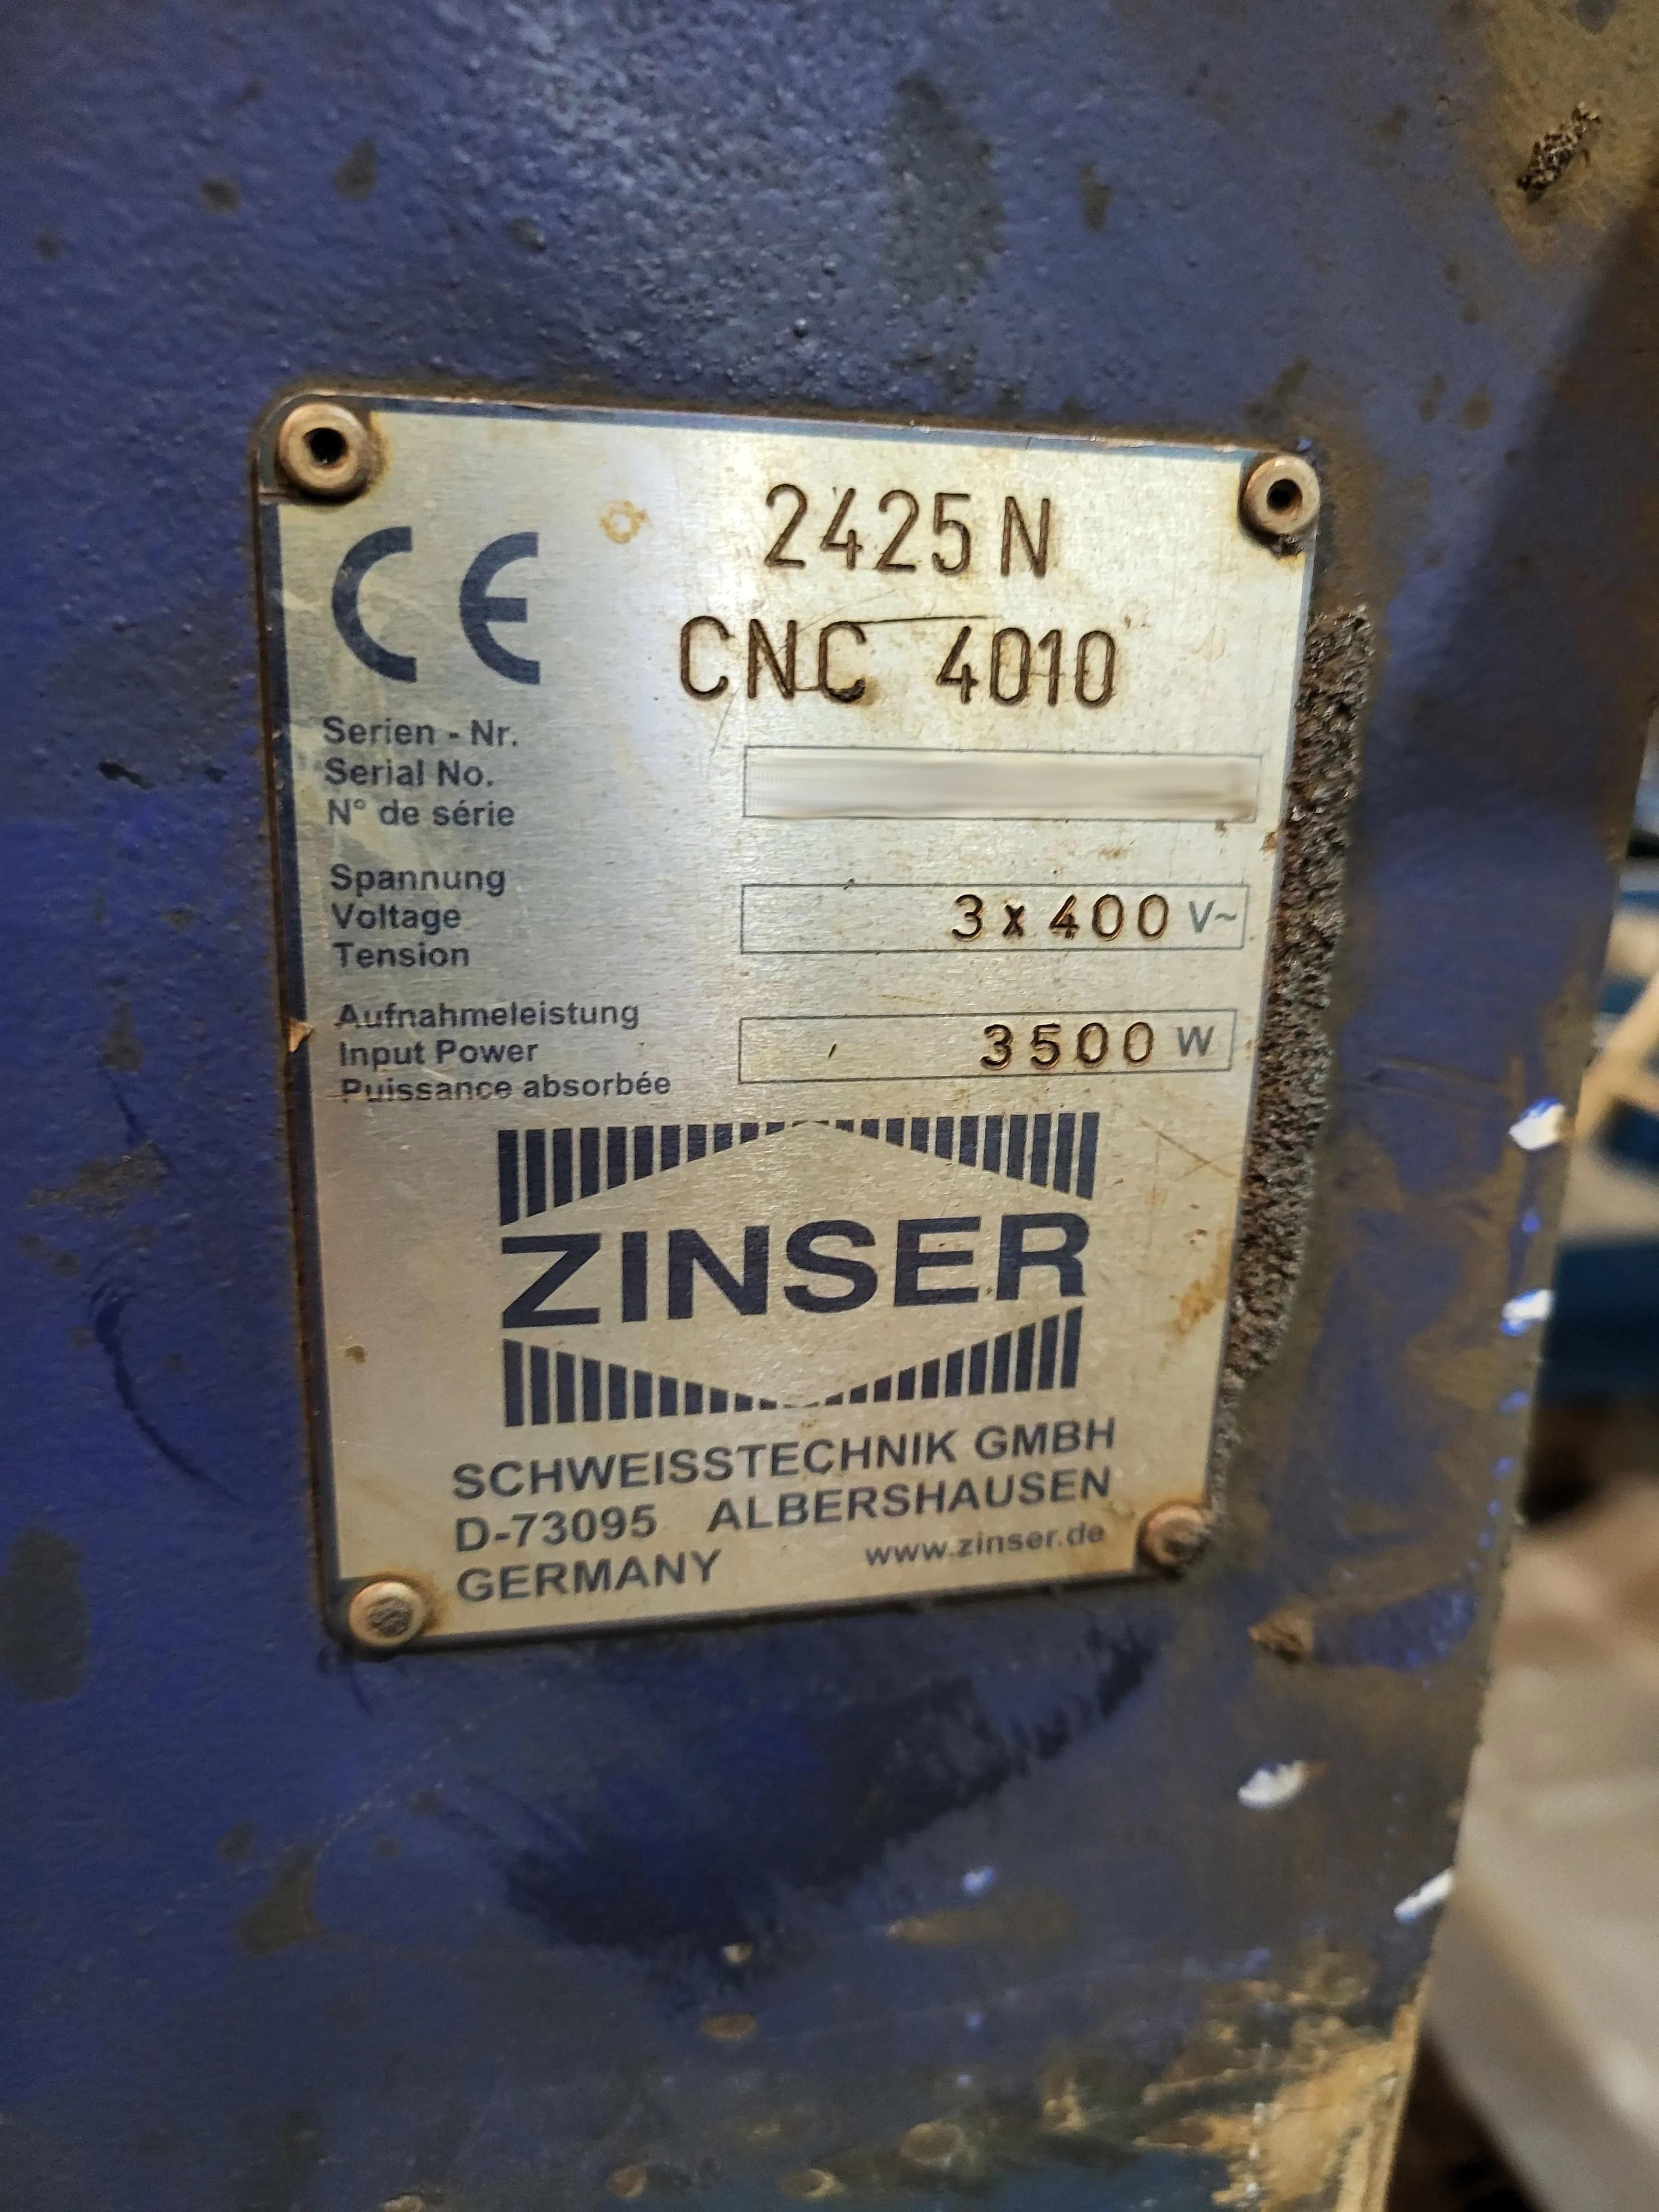 CE
2425 N
CNC 4010
Serien - Nr.
Serial No.
N° de série
Spannung
Voltage
Tension
3 x 400 V~
Aufnahmeleistung
Input Power
Puissance absorbée
3500 W
ZINSER
SCHWEISSTECHNIK GMBH
D-73095 ALBERSHAUSEN
GERMANY www.zinser.de